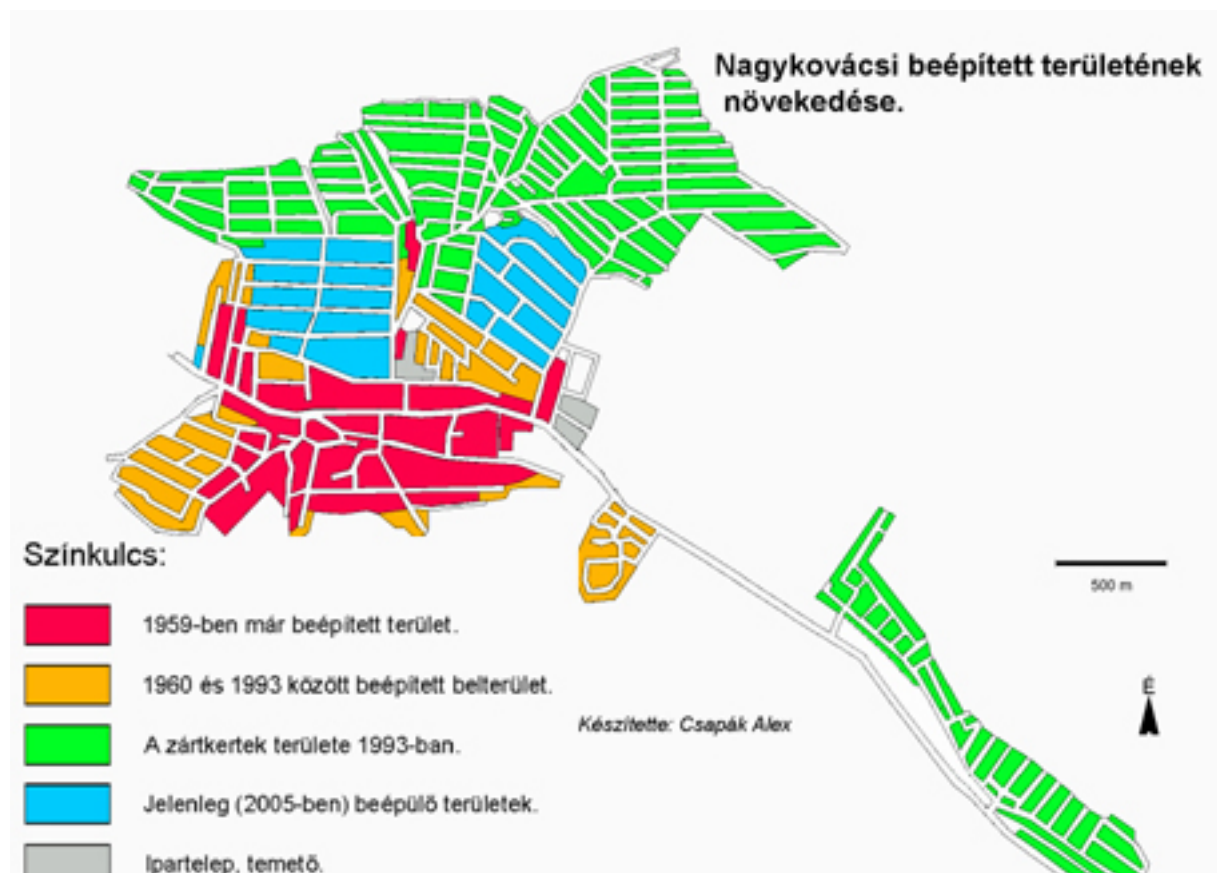 Nagykovácsi beépített területének
növekedése.
Színkulcs:
1959-ben már beépített terület.
1960 és 1993 között beépített belterület.
A zártkertek területe 1993-ban.
Jelenleg (2005-ben) beépülő területek.
Ipartelep, temető.
Készítette: Csapák Alex
500 m
É